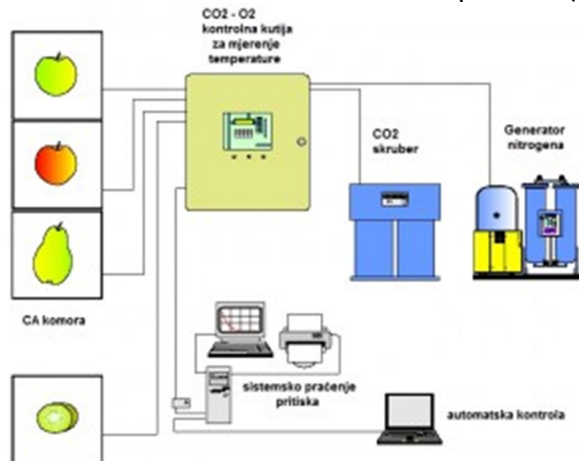 CO2 - O2
kontrolna kutija
za mjerenje
temperature
CO2
skruber
Generator
nitrogena
CA komora
sistemsko praćenje
pritiska
automatska kontrola